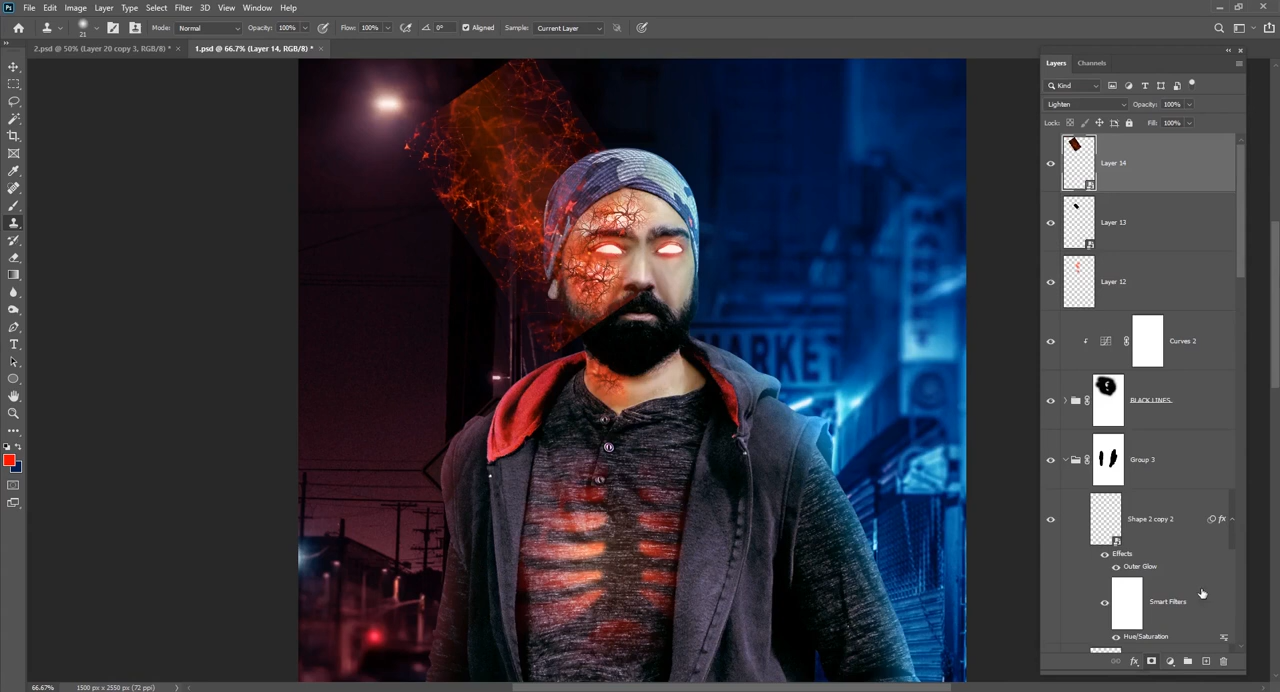 Ps File Edit Image Layer Type Select Filter 3D View Window Help
21 Mode: Normal Opacity: 100% Flow: 100% 0° Aligned Sample: Current Layer
2.psd @ 50% (Layer 20 copy 3, RGB/8) * × 1.psd @ 66.7% (Layer 14, RGB/8) * ×
Layers Channels
Kind
Lighten Opacity: 100%
Lock: Fill: 100%
Layer 14
Layer 13
Layer 12
Curves 2
BLACK LINES
Group 3
Shape 2 copy 2 fx
Effects
Outer Glow
Smart Filters
Hue/Saturation
MARKET
66.67% 1500 px x 2550 px (72 ppi)